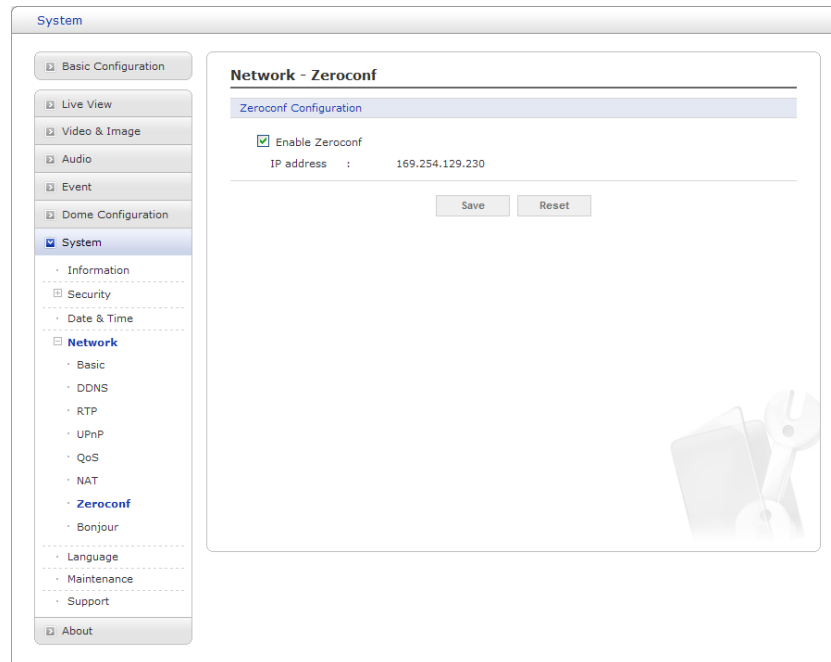 System
Basic Configuration
Live View
Video & Image
Audio
Event
Dome Configuration
System
Information
Security
Date & Time
Network
Basic
DDNS
RTP
UPnP
QoS
NAT
Zeroconf
Bonjour
Language
Maintenance
Support
About
Network - Zeroconf
Zeroconf Configuration
Enable Zeroconf
IP address : 169.254.129.230
Save Reset